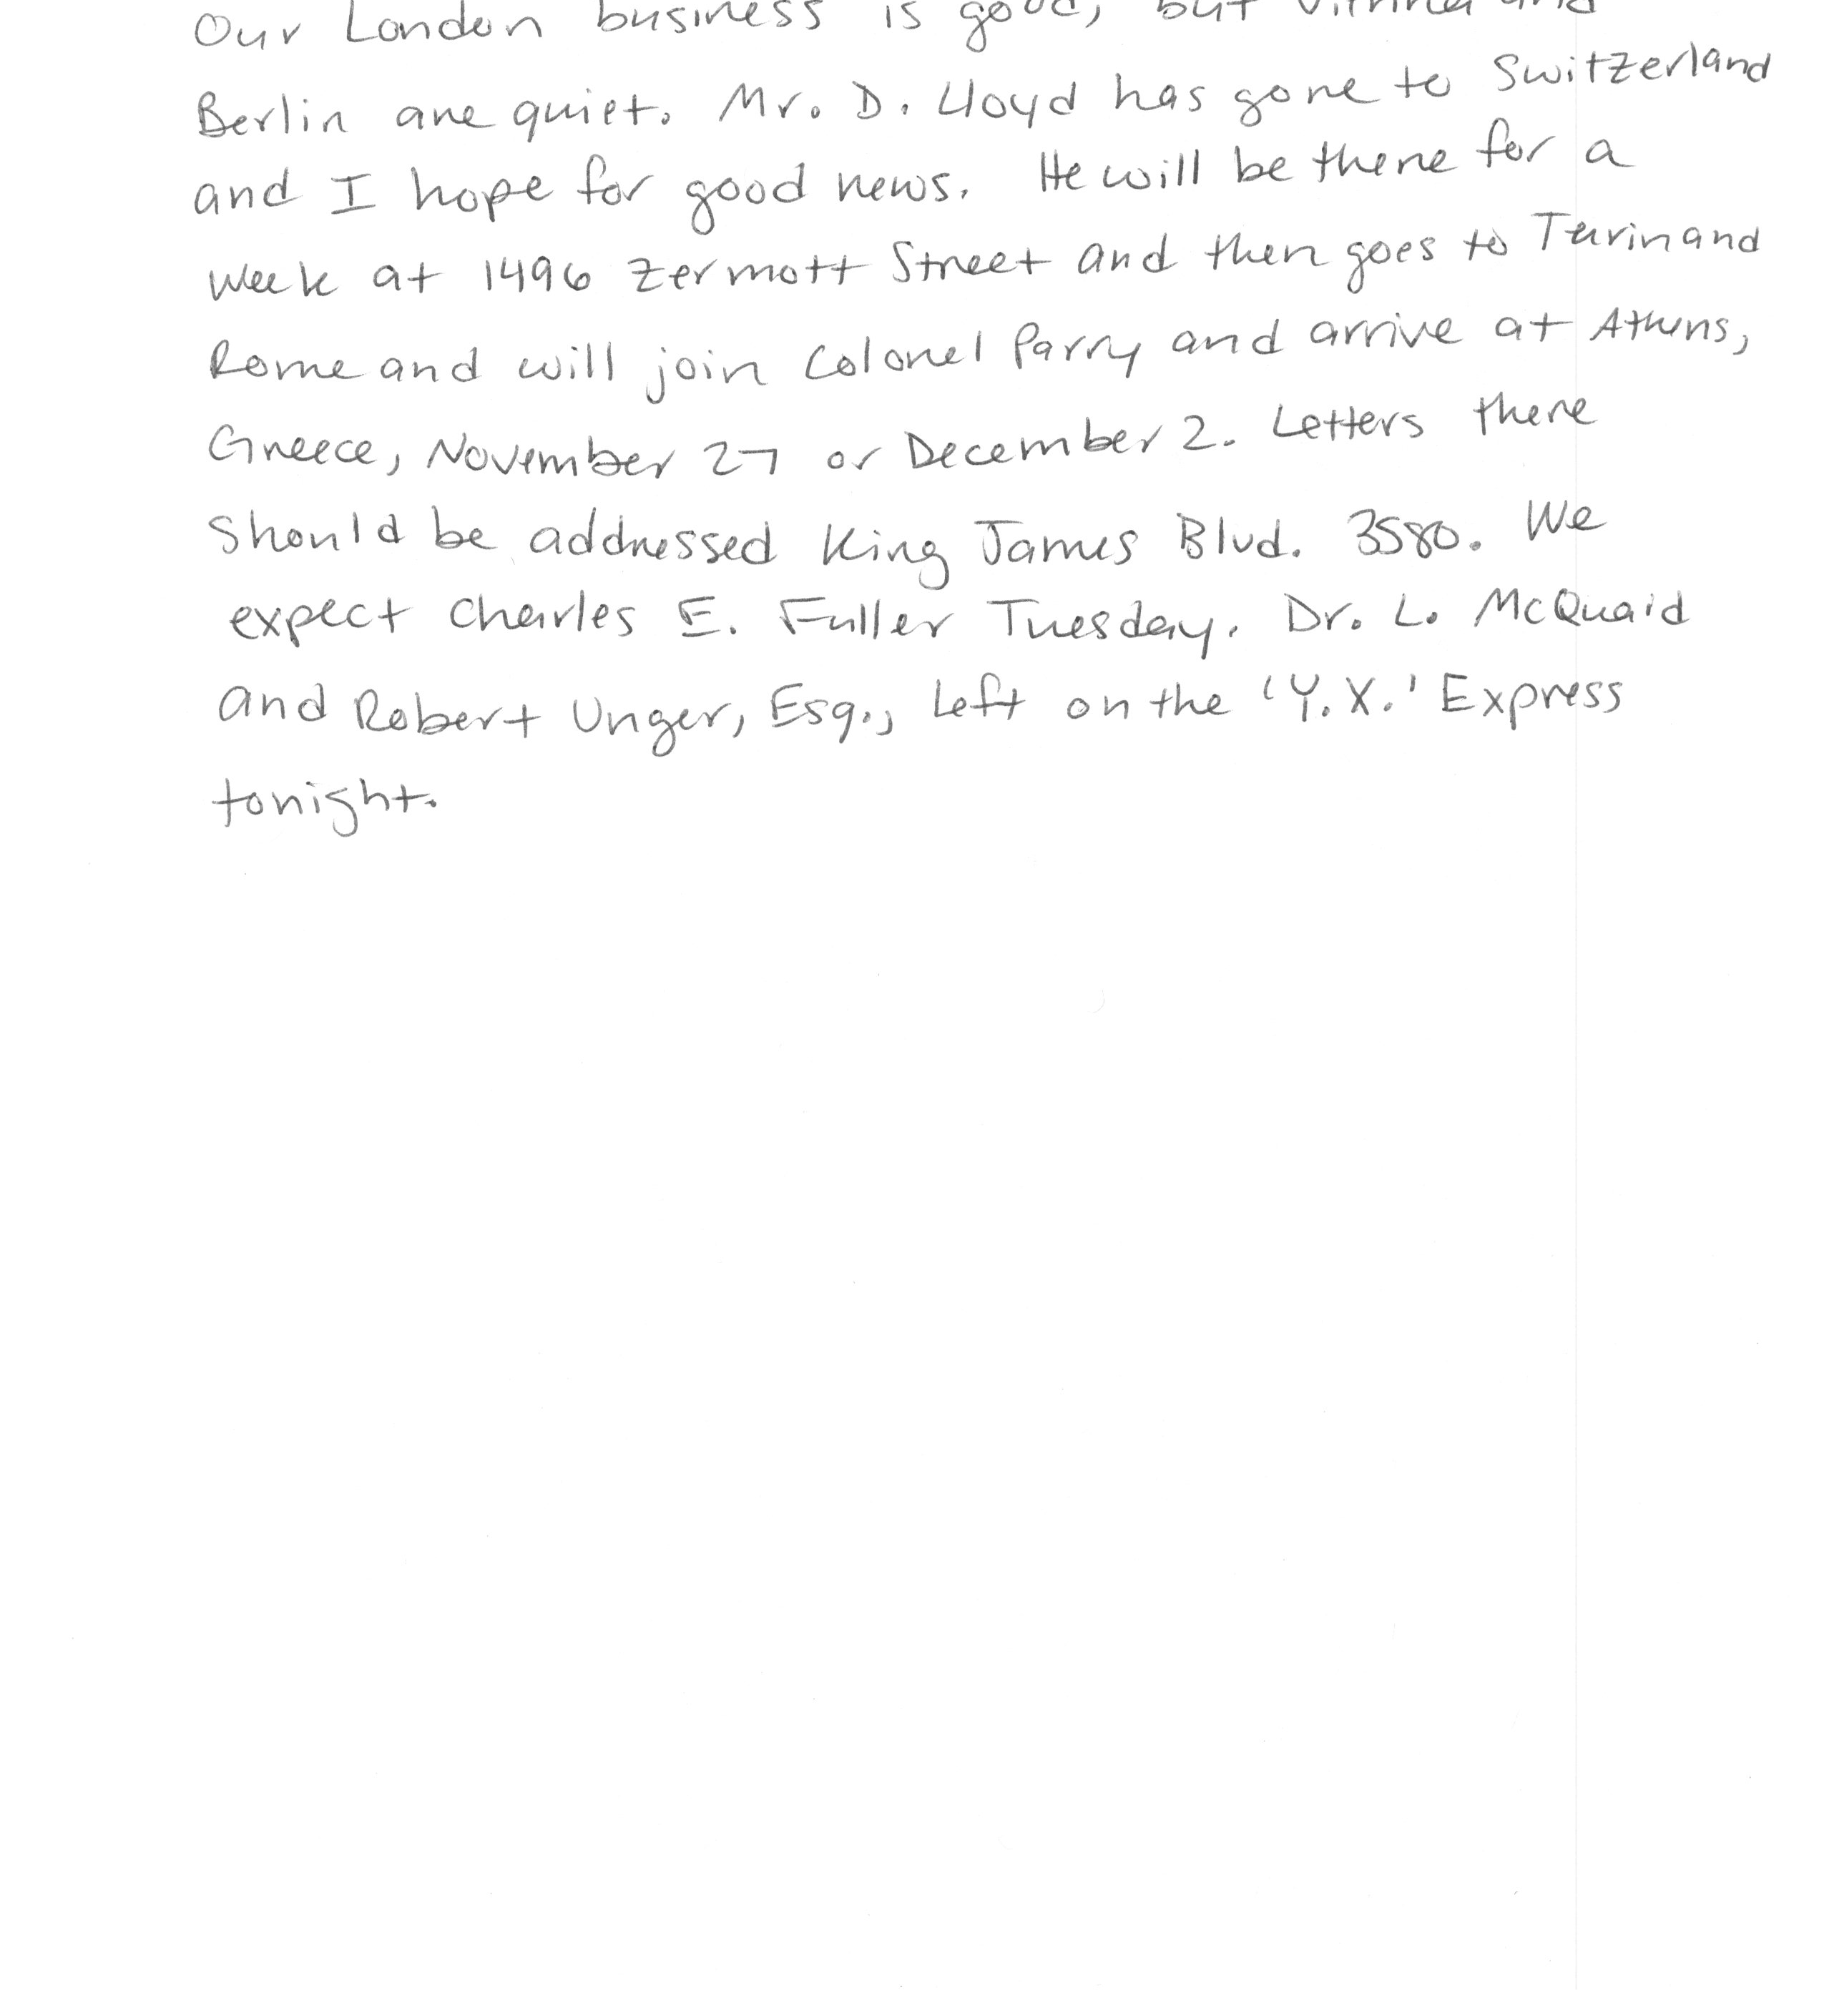 Our London business is good, but Vienna and
Berlin are quiet. Mr. D. Lloyd has gone to Switzerland
and I hope for good news. He will be there for a
week at 1496 Zermott Street and then goes to Turin and
Rome and will join Colonel Parry and arrive at Athens,
Greece, November 27 or December 2. Letters there
should be addressed King James Blvd. 3580. We
expect Charles E. Fuller Tuesday. Dr. L. McQuaid
and Robert Unger, Esq., left on the 'Y.X.' Express
tonight.